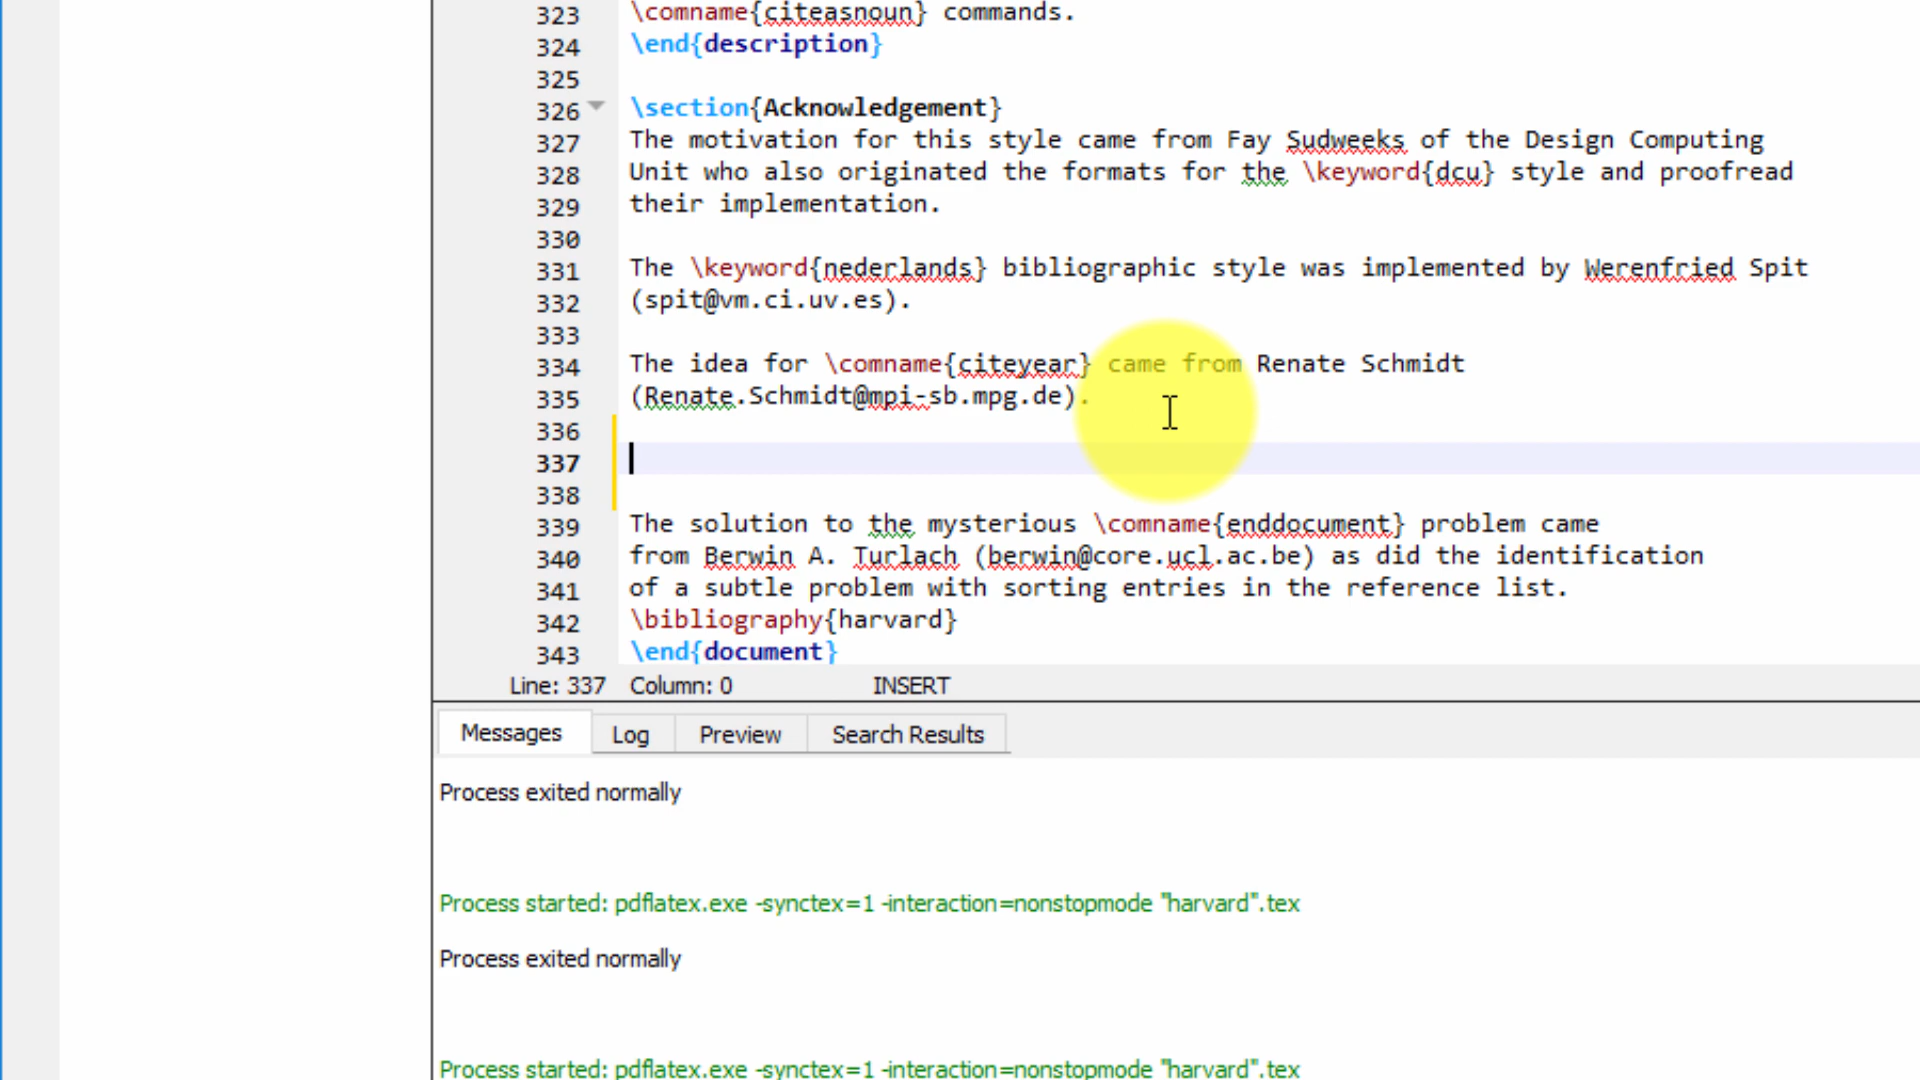 323 \comname{citeasnoun} commands.
324 \end{description}
325
326 \section{Acknowledgement}
327 The motivation for this style came from Fay Sudweeks of the Design Computing
328 Unit who also originated the formats for the \keyword{dcu} style and proofread
329 their implementation.
330
331 The \keyword{nederlands} bibliographic style was implemented by Werenfried Spit
332 (spit@vm.ci.uv.es).
333
334 The idea for \comname{citeyear} came from Renate Schmidt
335 (Renate.Schmidt@mpi-sb.mpg.de).
336
337
338
339 The solution to the mysterious \comname{enddocument} problem came
340 from Berwin A. Turlach (berwin@core.ucl.ac.be) as did the identification
341 of a subtle problem with sorting entries in the reference list.
342 \bibliography{harvard}
343 \end{document}
Line: 337 Column: 0 INSERT
Messages Log Preview Search Results
Process exited normally
Process started: pdflatex.exe -synctex=1 -interaction=nonstopmode "harvard".tex
Process exited normally
Process started: pdflatex.exe -synctex=1 -interaction=nonstopmode "harvard".tex